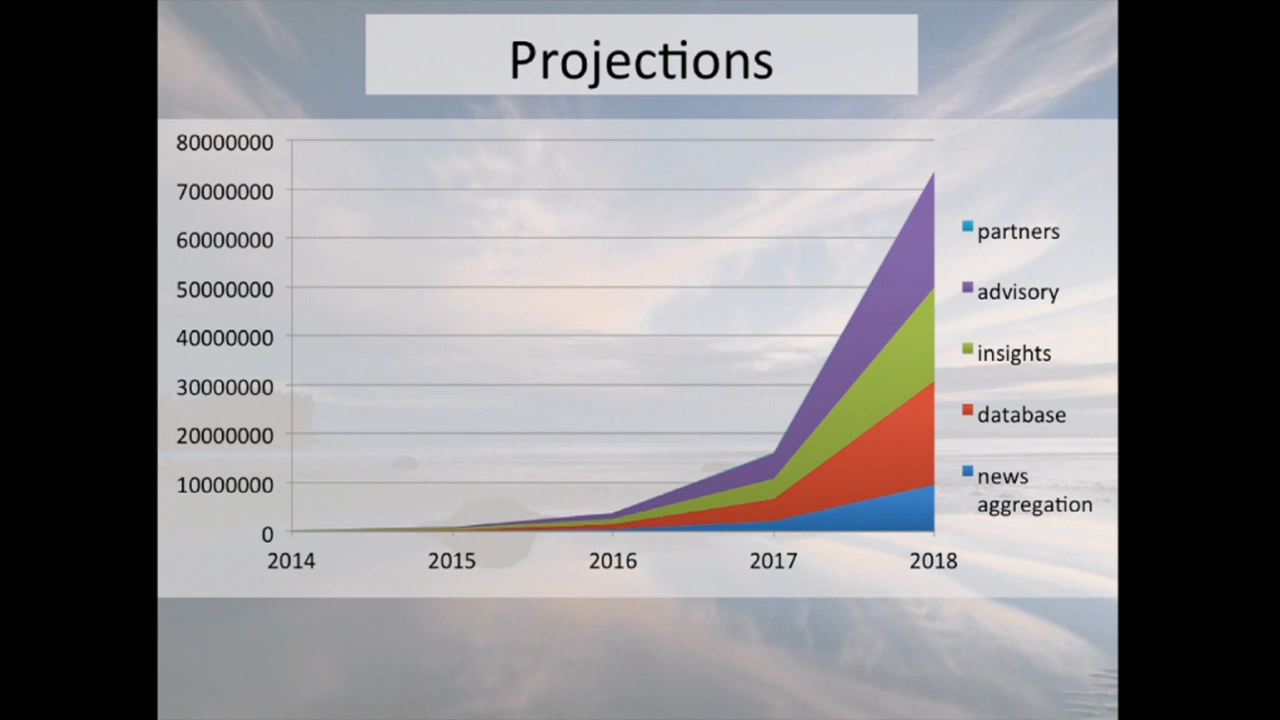 Projections
80000000
70000000
60000000
50000000
40000000
30000000
20000000
10000000
0
2014 2015 2016 2017 2018
partners
advisory
insights
database
news
aggregation